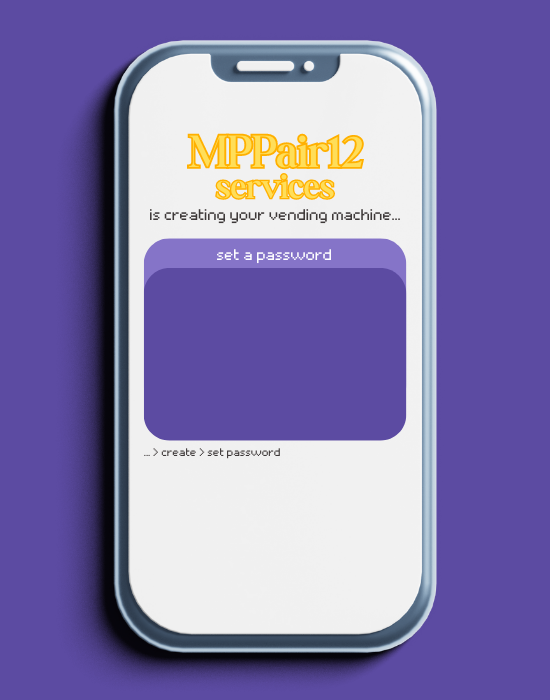 MPPair12
services
is creating your vending machine...
set a password
... > create > set password